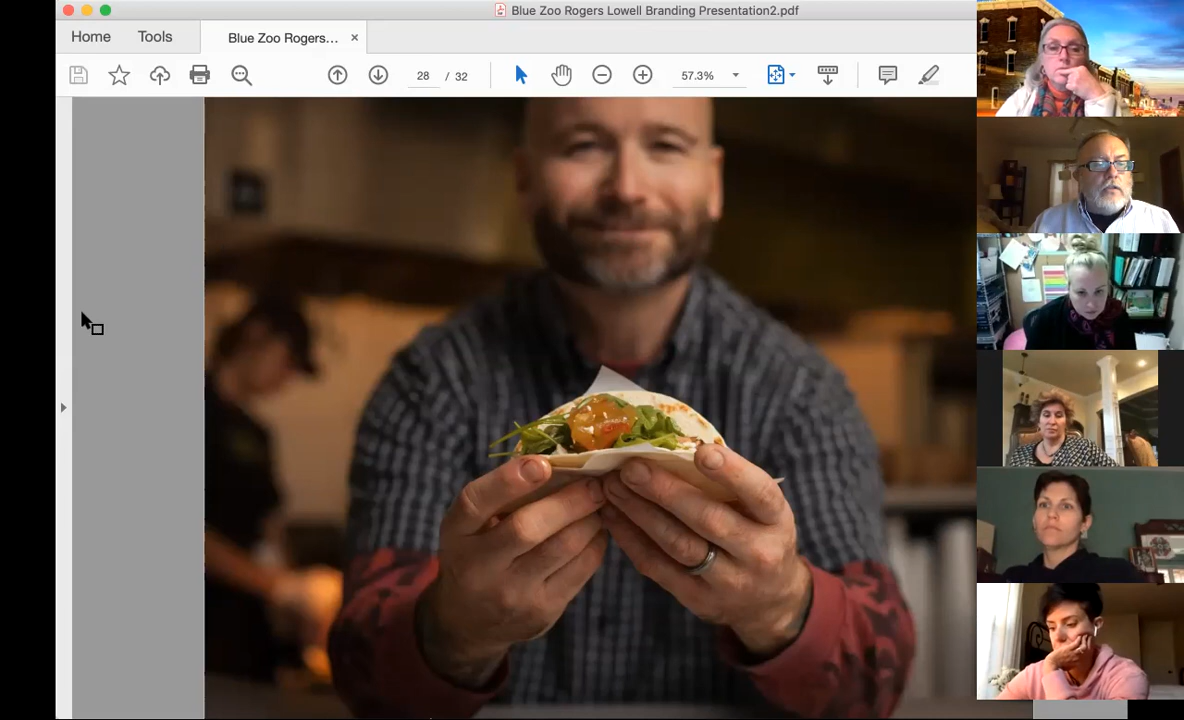 Blue Zoo Rogers Lowell Branding Presentation2.pdf
Home Tools Blue Zoo Rogers... ×
28 / 32 57.3%